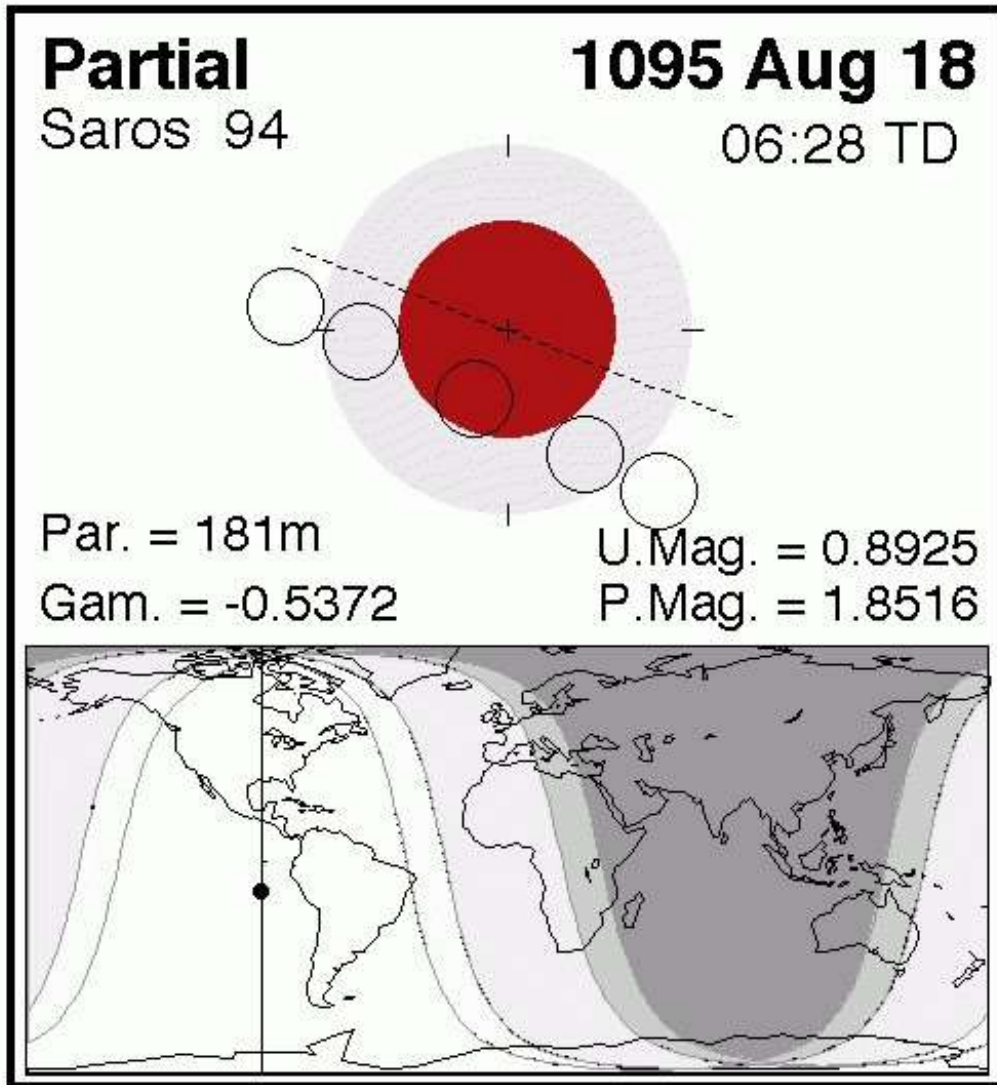 Partial 1095 Aug 18
Saros 94 06:28 TD
Par. = 181m U.Mag. = 0.8925
Gam. = -0.5372 P.Mag. = 1.8516